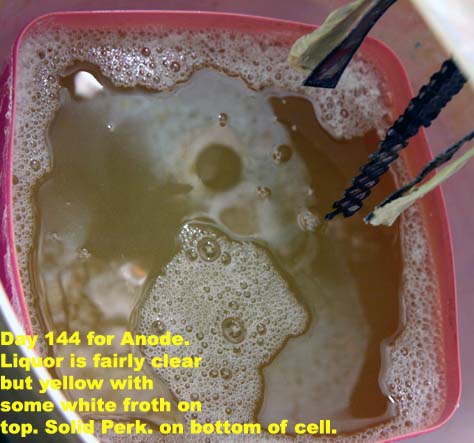 Day 144 for Anode.
Liquor is fairly clear
but yellow with
some white froth on
top. Solid Perk. on bottom of cell.